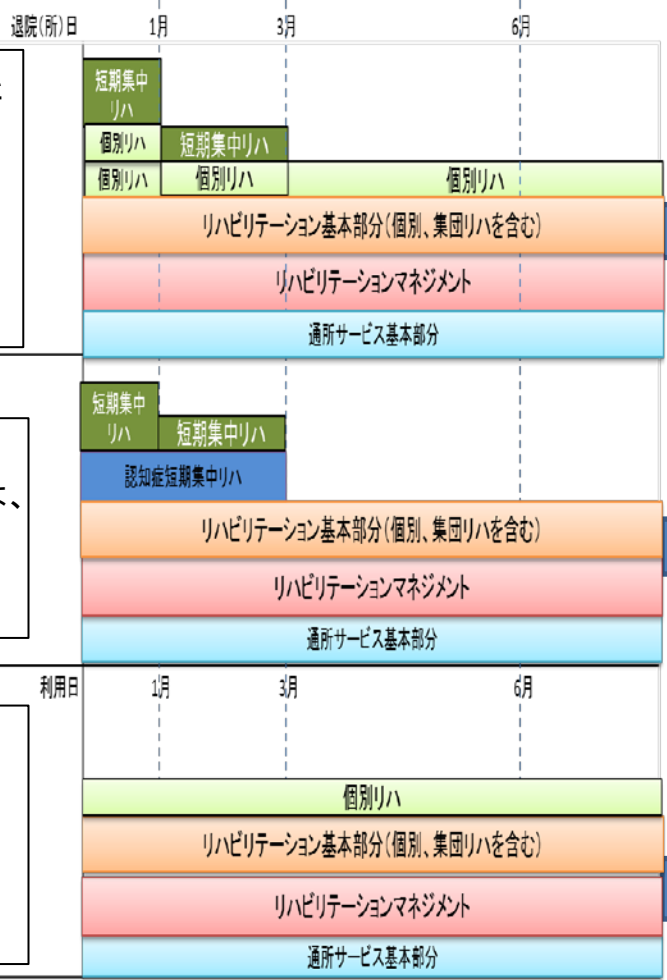 退院(所)日 1月 3月 6月
短期集中
リハ
個別リハ 短期集中リハ
個別リハ 個別リハ 個別リハ
リハビリテーション基本部分(個別、集団リハを含む)
リハビリテーションマネジメント
通所サービス基本部分
短期集中
リハ 短期集中リハ
認知症短期集中リハ
、
リハビリテーション基本部分(個別、集団リハを含む)
リハビリテーションマネジメント
通所サービス基本部分
利用日 1月 3月 6月
個別リハ
リハビリテーション基本部分(個別、集団リハを含む)
リハビリテーションマネジメント
通所サービス基本部分